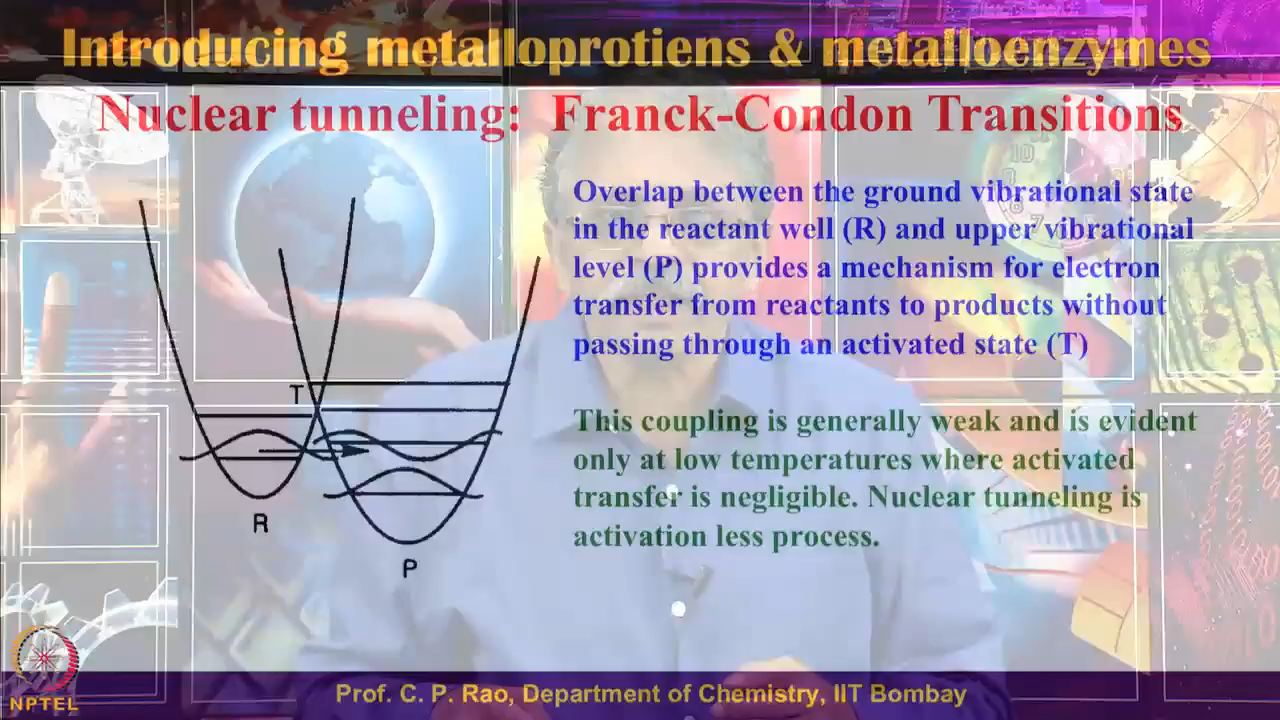 Introducing metalloprotiens & metalloenzymes
Nuclear tunneling: Franck-Condon Transitions
Overlap between the ground vibrational state
in the reactant well (R) and upper vibrational
level (P) provides a mechanism for electron
transfer from reactants to products without
passing through an activated state (T)
This coupling is generally weak and is evident
only at low temperatures where activated
transfer is negligible. Nuclear tunneling is
activation less process.
T
R
P
NPTEL
Prof. C. P. Rao, Department of Chemistry, IIT Bombay